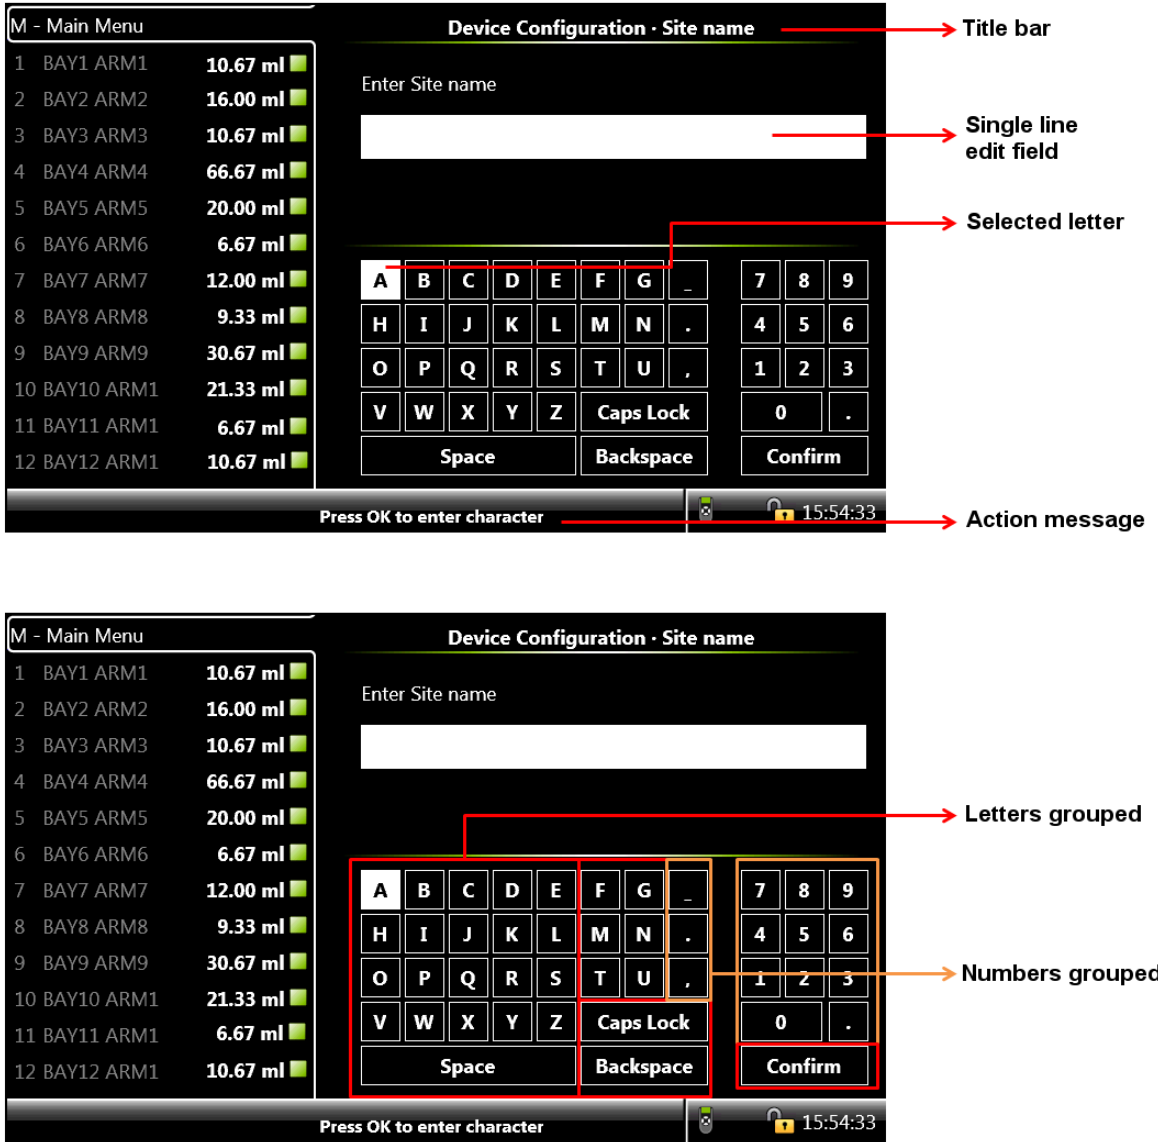 M - Main Menu
Device Configuration · Site name
Title bar
1 BAY1 ARM1 10.67 ml
2 BAY2 ARM2 16.00 ml
3 BAY3 ARM3 10.67 ml
4 BAY4 ARM4 66.67 ml
5 BAY5 ARM5 20.00 ml
6 BAY6 ARM6 6.67 ml
7 BAY7 ARM7 12.00 ml
8 BAY8 ARM8 9.33 ml
9 BAY9 ARM9 30.67 ml
10 BAY10 ARM1 21.33 ml
11 BAY11 ARM1 6.67 ml
12 BAY12 ARM1 10.67 ml
Enter Site name
Single line
edit field
Selected letter
A B C D E F G _ 7 8 9
H I J K L M N . 4 5 6
O P Q R S T U , 1 2 3
V W X Y Z Caps Lock 0 .
Space Backspace Confirm
Press OK to enter character
15:54:33
Action message
M - Main Menu
Device Configuration · Site name
1 BAY1 ARM1 10.67 ml
2 BAY2 ARM2 16.00 ml
3 BAY3 ARM3 10.67 ml
4 BAY4 ARM4 66.67 ml
5 BAY5 ARM5 20.00 ml
6 BAY6 ARM6 6.67 ml
7 BAY7 ARM7 12.00 ml
8 BAY8 ARM8 9.33 ml
9 BAY9 ARM9 30.67 ml
10 BAY10 ARM1 21.33 ml
11 BAY11 ARM1 6.67 ml
12 BAY12 ARM1 10.67 ml
Enter Site name
Letters grouped
A B C D E F G _ 7 8 9
H I J K L M N . 4 5 6
O P Q R S T U , 1 2 3
Numbers grouped
V W X Y Z Caps Lock 0 .
Space Backspace Confirm
Press OK to enter character
15:54:33